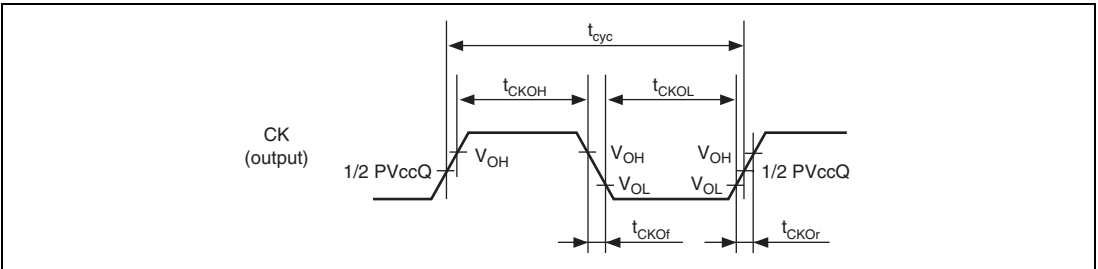 tcyc
tCKOH
tCKOL
CK
(output)
1/2 PVccQ
VOH
VOH
VOL
VOH
VOL
1/2 PVccQ
tCKOf
tCKOr